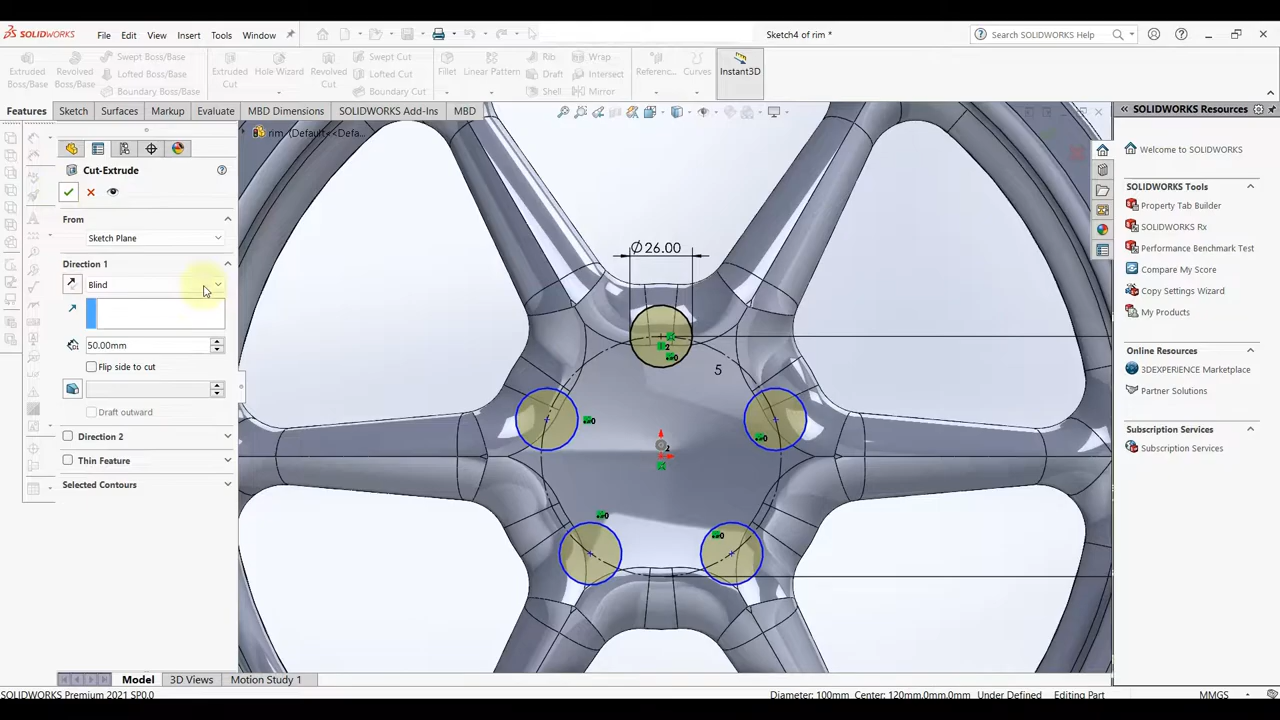 SOLIDWORKS
File Edit View Insert Tools Window
Sketch4 of rim *
Search SOLIDWORKS Help
Extruded Boss/Base
Revolved Boss/Base
Swept Boss/Base
Lofted Boss/Base
Boundary Boss/Base
Extruded Cut
Hole Wizard
Revolved Cut
Swept Cut
Lofted Cut
Boundary Cut
Fillet
Linear Pattern
Rib
Draft
Shell
Wrap
Intersect
Mirror
Referenc...
Curves
Instant3D
Features Sketch Surfaces Markup Evaluate MBD Dimensions SOLIDWORKS Add-Ins MBD
rim (Default<<Defa...
Cut-Extrude
From
Sketch Plane
Direction 1
Blind
50.00mm
Flip side to cut
Draft outward
Direction 2
Thin Feature
Selected Contours
Ø 26.00
5
SOLIDWORKS Resources
Welcome to SOLIDWORKS
SOLIDWORKS Tools
Property Tab Builder
SOLIDWORKS Rx
Performance Benchmark Test
Compare My Score
Copy Settings Wizard
My Products
Online Resources
3DEXPERIENCE Marketplace
Partner Solutions
Subscription Services
Subscription Services
Model 3D Views Motion Study 1
SOLIDWORKS Premium 2021 SP0.0
Diameter: 100mm Center: 120mm,0mm,0mm Under Defined Editing Part MMGS